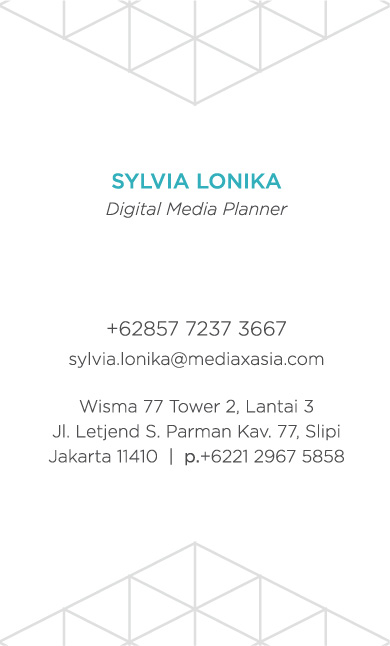 SYLVIA LONIKA
Digital Media Planner
+62857 7237 3667
sylvia.lonika@mediaxasia.com
Wisma 77 Tower 2, Lantai 3
Jl. Letjend S. Parman Kav. 77, Slipi
Jakarta 11410 | p.+6221 2967 5858